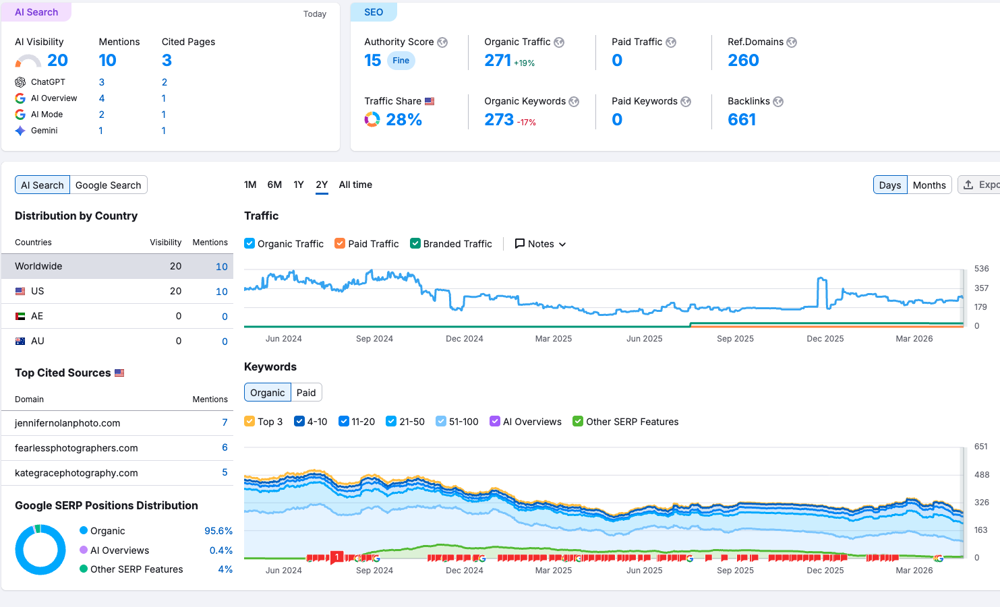 AI Search
Today
AI Visibility Mentions Cited Pages
20 10 3
ChatGPT 3 2
AI Overview 4 1
AI Mode 2 1
Gemini 1 1
SEO
Authority Score Organic Traffic Paid Traffic Ref.Domains
15 Fine 271 +19% 0 260
Traffic Share Organic Keywords Paid Keywords Backlinks
28% 273 -17% 0 661
AI Search Google Search
Distribution by Country
Countries Visibility Mentions
Worldwide 20 10
US 20 10
AE 0 0
AU 0 0
Top Cited Sources
Domain Mentions
jennifernolanphoto.com 7
fearlessphotographers.com 6
kategracephotography.com 5
Google SERP Positions Distribution
Organic 95.6%
AI Overviews 0.4%
Other SERP Features 4%
1M 6M 1Y 2Y All time
Days Months Expo
Traffic
Organic Traffic Paid Traffic Branded Traffic Notes
536
357
179
0
Jun 2024 Sep 2024 Dec 2024 Mar 2025 Jun 2025 Sep 2025 Dec 2025 Mar 2026
Keywords
Organic Paid
Top 3 4-10 11-20 21-50 51-100 AI Overviews Other SERP Features
651
488
326
163
0
1
Jun 2024 Sep 2024 Dec 2024 Mar 2025 Jun 2025 Sep 2025 Dec 2025 Mar 2026